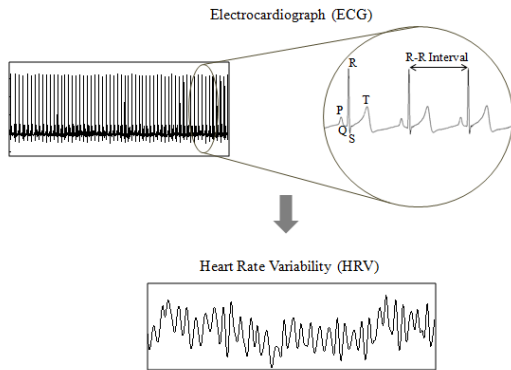 Electrocardiograph (ECG)
R
R-R Interval
P
T
Q
S
Heart Rate Variability (HRV)